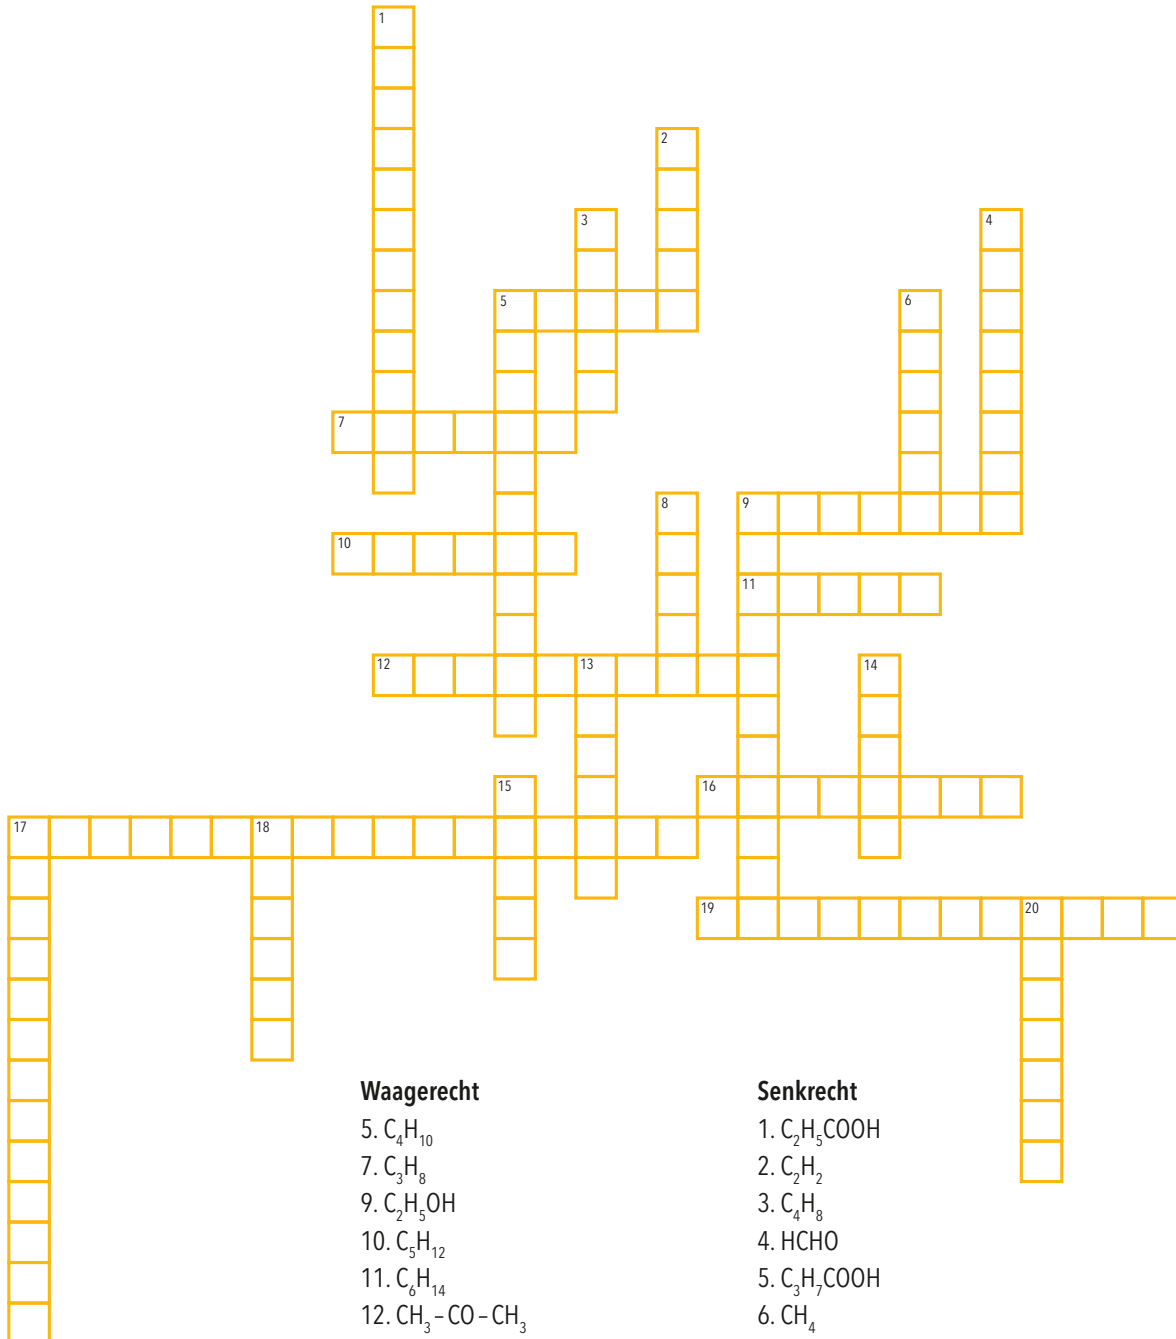 1
2
3
4
5
6
7
8
9
10
11
12
13
14
15
16
17
18
19
20
Waagerecht
5. C₄H₁₀
7. C₃H₈
9. C₂H₅OH
10. C₅H₁₂
11. C₆H₁₄
12. CH₃ – CO – CH₃
Senkrecht
1. C₂H₅COOH
2. C₂H₂
3. C₄H₈
4. HCHO
5. C₃H₇COOH
6. CH₄